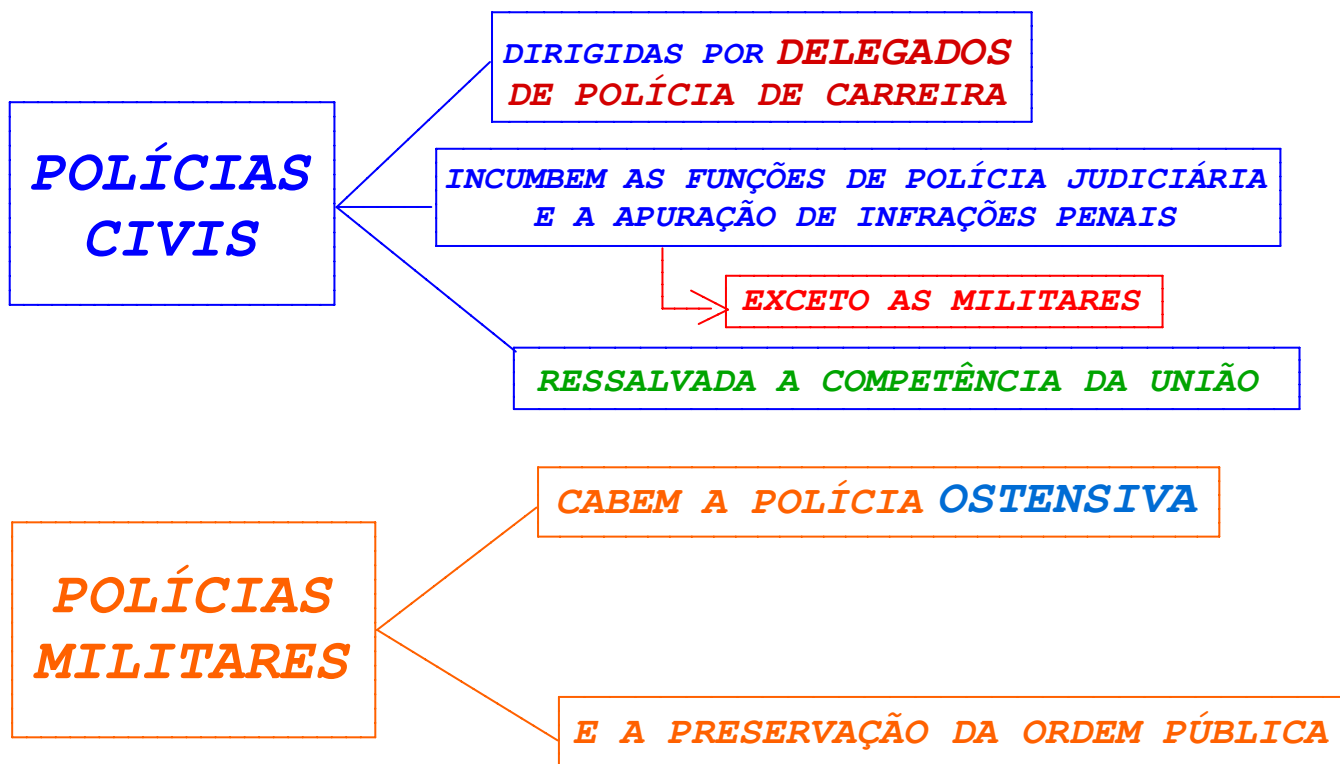 POLÍCIAS
CIVIS
DIRIGIDAS POR DELEGADOS
DE POLÍCIA DE CARREIRA
INCUMBEM AS FUNÇÕES DE POLÍCIA JUDICIÁRIA
E A APURAÇÃO DE INFRAÇÕES PENAIS
EXCETO AS MILITARES
RESSALVADA A COMPETÊNCIA DA UNIÃO
POLÍCIAS
MILITARES
CABEM A POLÍCIA OSTENSIVA
E A PRESERVAÇÃO DA ORDEM PÚBLICA